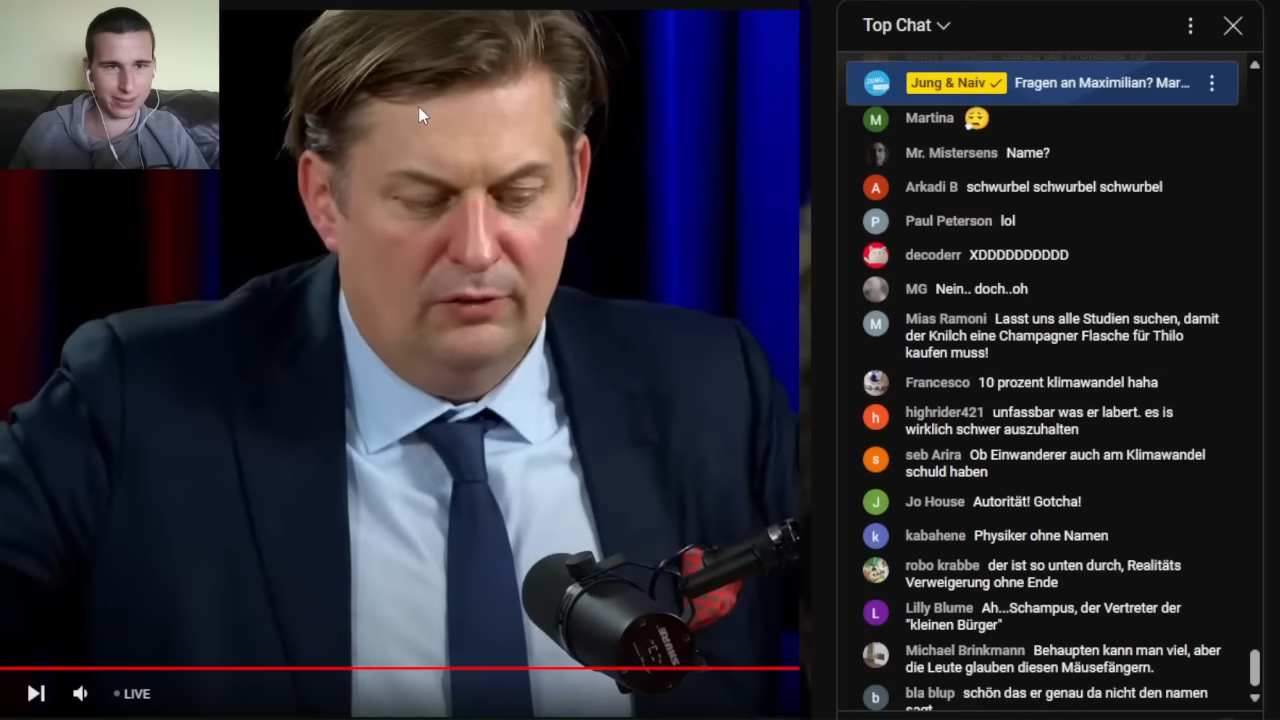 Top Chat
Jung & Naiv Fragen an Maximilian? Mar...
M Martina
Mr. Mistersens Name?
A Arkadi B schwurbel schwurbel schwurbel
P Paul Peterson lol
decoderr XDDDDDDDDDD
MG Nein.. doch..oh
M Mias Ramoni Lasst uns alle Studien suchen, damit
der Knilch eine Champagner Flasche für Thilo
kaufen muss!
Francesco 10 prozent klimawandel haha
h highrider421 unfassbar was er labert. es is
wirklich schwer auszuhalten
s seb Arira Ob Einwanderer auch am Klimawandel
schuld haben
J Jo House Autorität! Gotcha!
k kabahene Physiker ohne Namen
robo krabbe der ist so unten durch, Realitäts
Verweigerung ohne Ende
L Lilly Blume Ah...Schampus, der Vertreter der
"kleinen Bürger"
Michael Brinkmann Behaupten kann man viel, aber
die Leute glauben diesen Mäusefängern.
b bla blup schön das er genau da nicht den namen
sagt
LIVE
SHURE